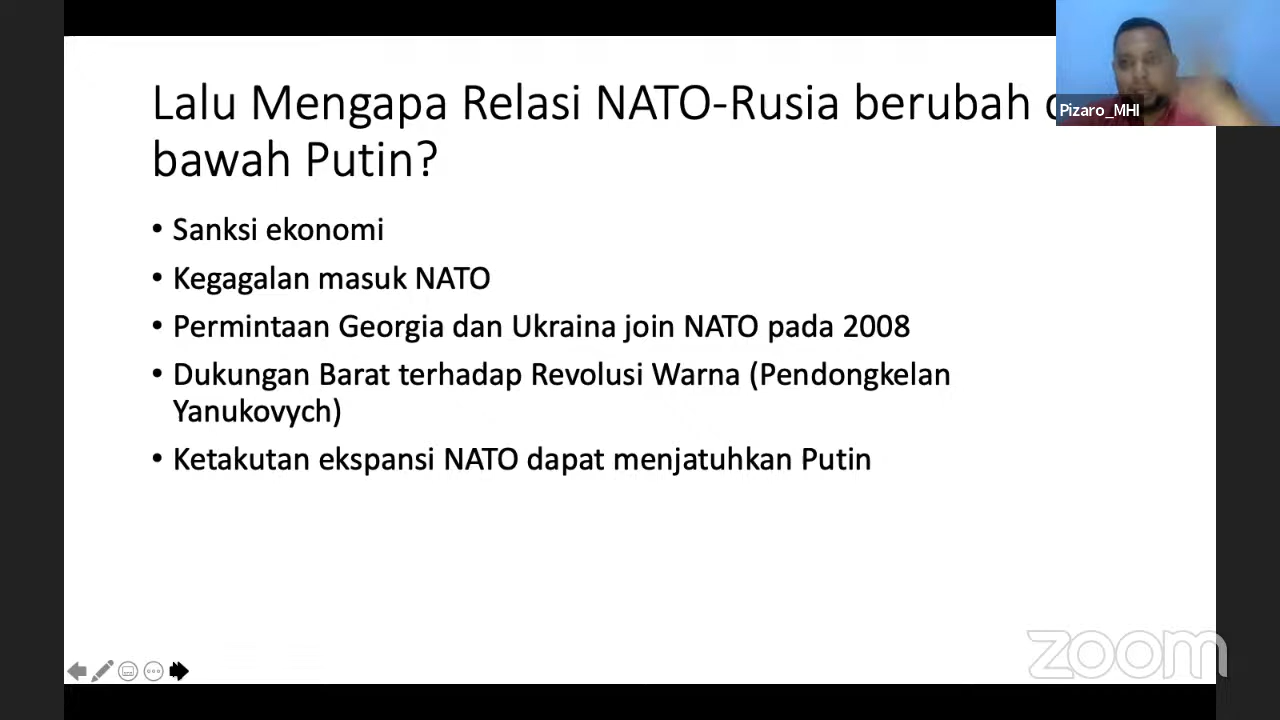 Lalu Mengapa Relasi NATO-Rusia berubah
bawah Putin?
• Sanksi ekonomi
• Kegagalan masuk NATO
• Permintaan Georgia dan Ukraina join NATO pada 2008
• Dukungan Barat terhadap Revolusi Warna (Pendongkelan
Yanukovych)
• Ketakutan ekspansi NATO dapat menjatuhkan Putin
Pizaro_MHI
zoom